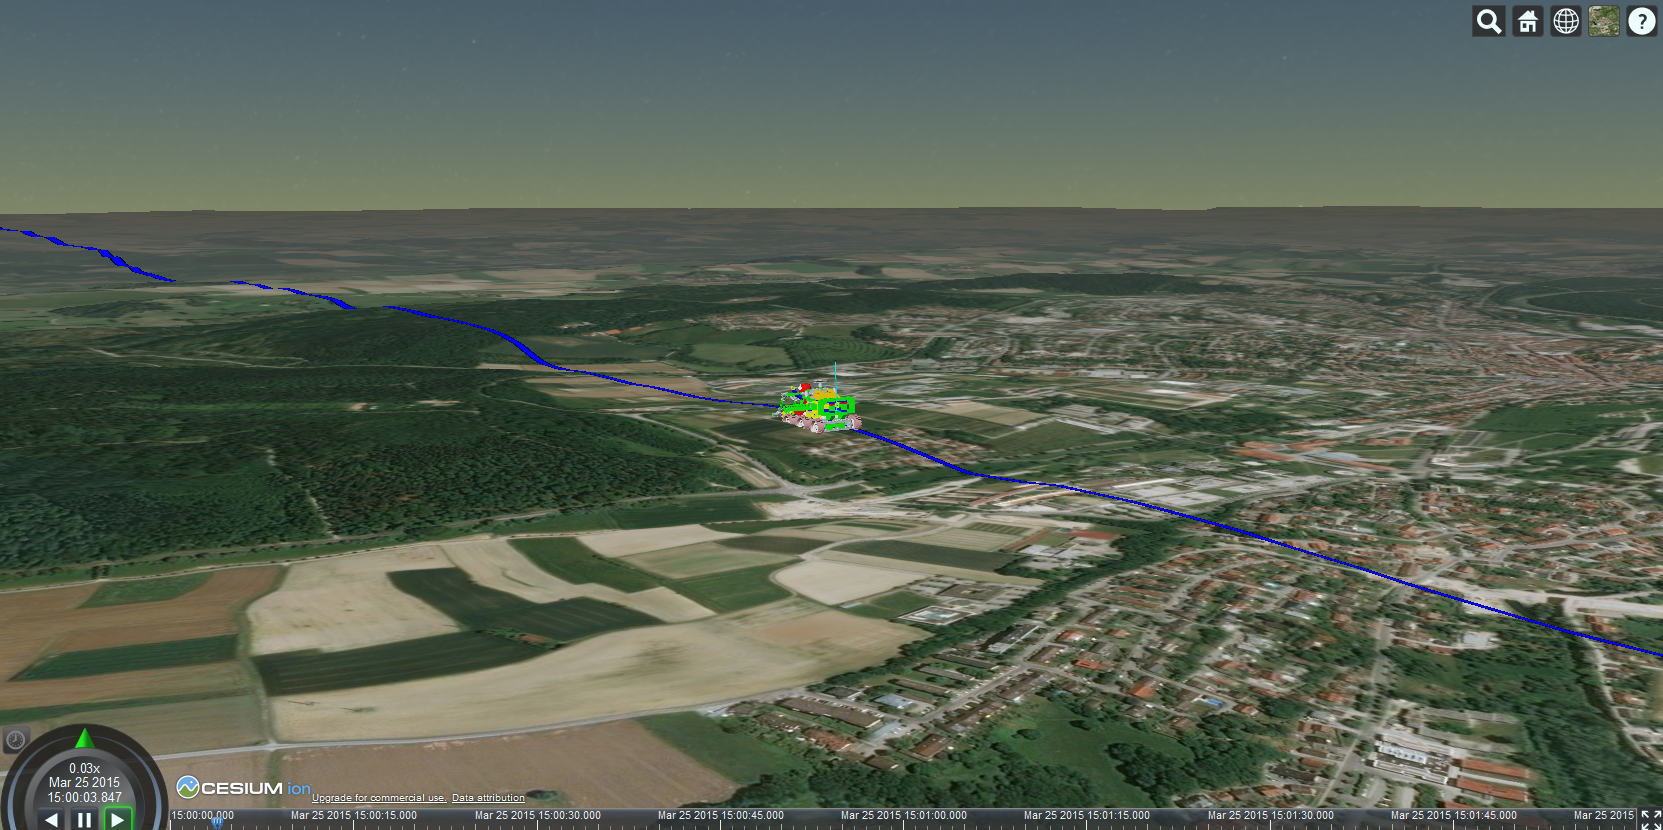 ?
0.03x
Mar 25 2015
15:00:03.847
CESIUM ion
Upgrade for commercial use. Data attribution
15:00:00.000
Mar 25 2015 15:00:15.000
Mar 25 2015 15:00:30.000
Mar 25 2015 15:00:45.000
Mar 25 2015 15:01:00.000
Mar 25 2015 15:01:15.000
Mar 25 2015 15:01:30.000
Mar 25 2015 15:01:45.000
Mar 25 2015